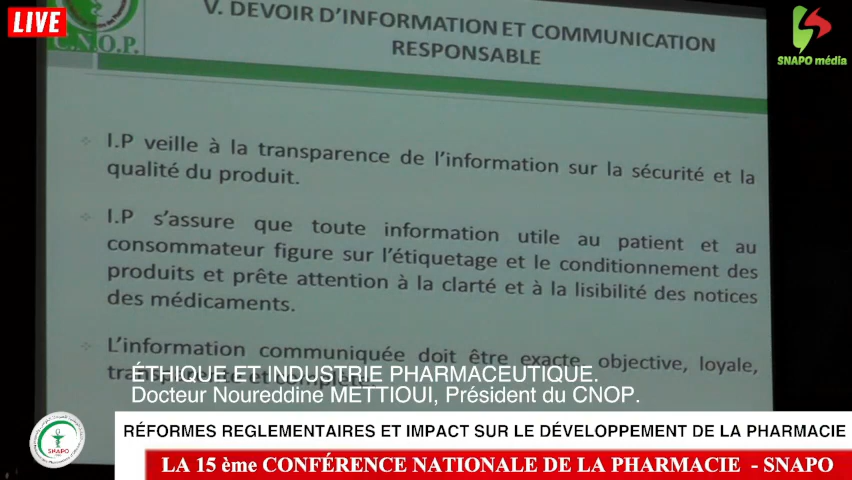 LIVE
C.N.O.P.
V. DEVOIR D'INFORMATION ET COMMUNICATION
RESPONSABLE
SNAPO média
I.P veille à la transparence de l'information sur la sécurité et la
qualité du produit.
I.P s'assure que toute information utile au patient et au
consommateur figure sur l'étiquetage et le conditionnement des
produits et prête attention à la clarté et à la lisibilité des notices
des médicaments.
L'information communiquée doit être exacte, objective, loyale,
transparente et complète.
ÉTHIQUE ET INDUSTRIE PHARMACEUTIQUE.
Docteur Noureddine METTIOUI, Président du CNOP.
SNAPO
RÉFORMES REGLEMENTAIRES ET IMPACT SUR LE DÉVELOPPEMENT DE LA PHARMACIE
LA 15 ème CONFÉRENCE NATIONALE DE LA PHARMACIE - SNAPO